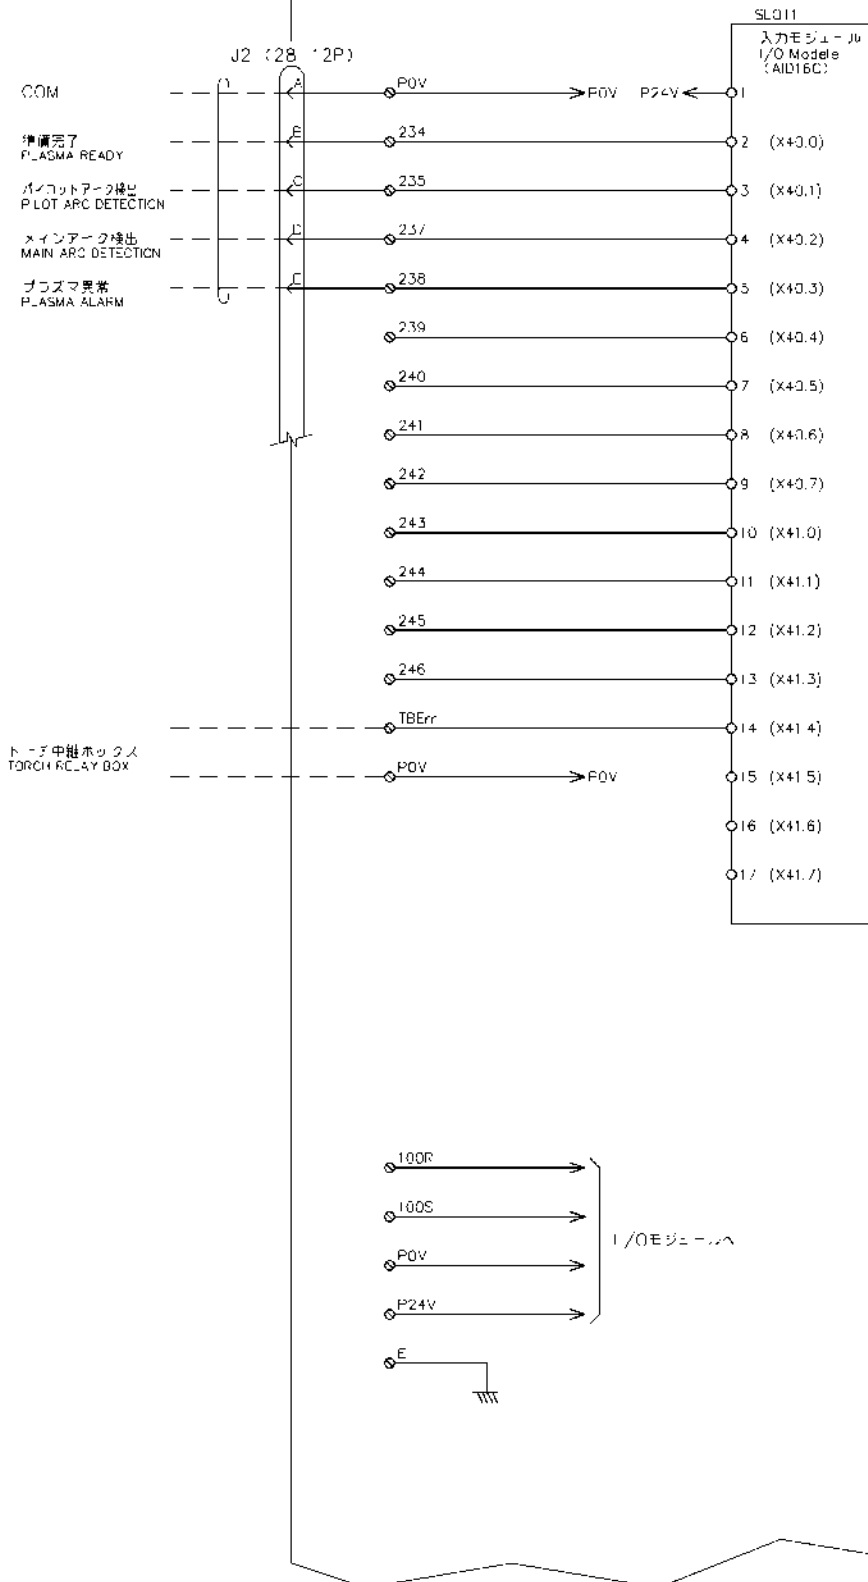 SLOT1
入力モジュール
I/O Modele
(AID16C)
J2 (28-12P)
COM
A
P0V
P0V
P24V
1
準備完了
PLASMA READY
B
234
2 (X40.0)
パイロットアーク検出
PILOT ARC DETECTION
C
235
3 (X40.1)
メインアーク検出
MAIN ARC DETECTION
D
237
4 (X40.2)
プラズマ異常
PLASMA ALARM
E
238
5 (X40.3)
239
6 (X40.4)
240
7 (X40.5)
241
8 (X40.6)
242
9 (X40.7)
243
10 (X41.0)
244
11 (X41.1)
245
12 (X41.2)
246
13 (X41.3)
TBErr
14 (X41.4)
トーチ中継ボックス
TORCH RELAY BOX
P0V
P0V
15 (X41.5)
16 (X41.6)
17 (X41.7)
100R
100S
I/Oモジュールへ
P0V
P24V
E